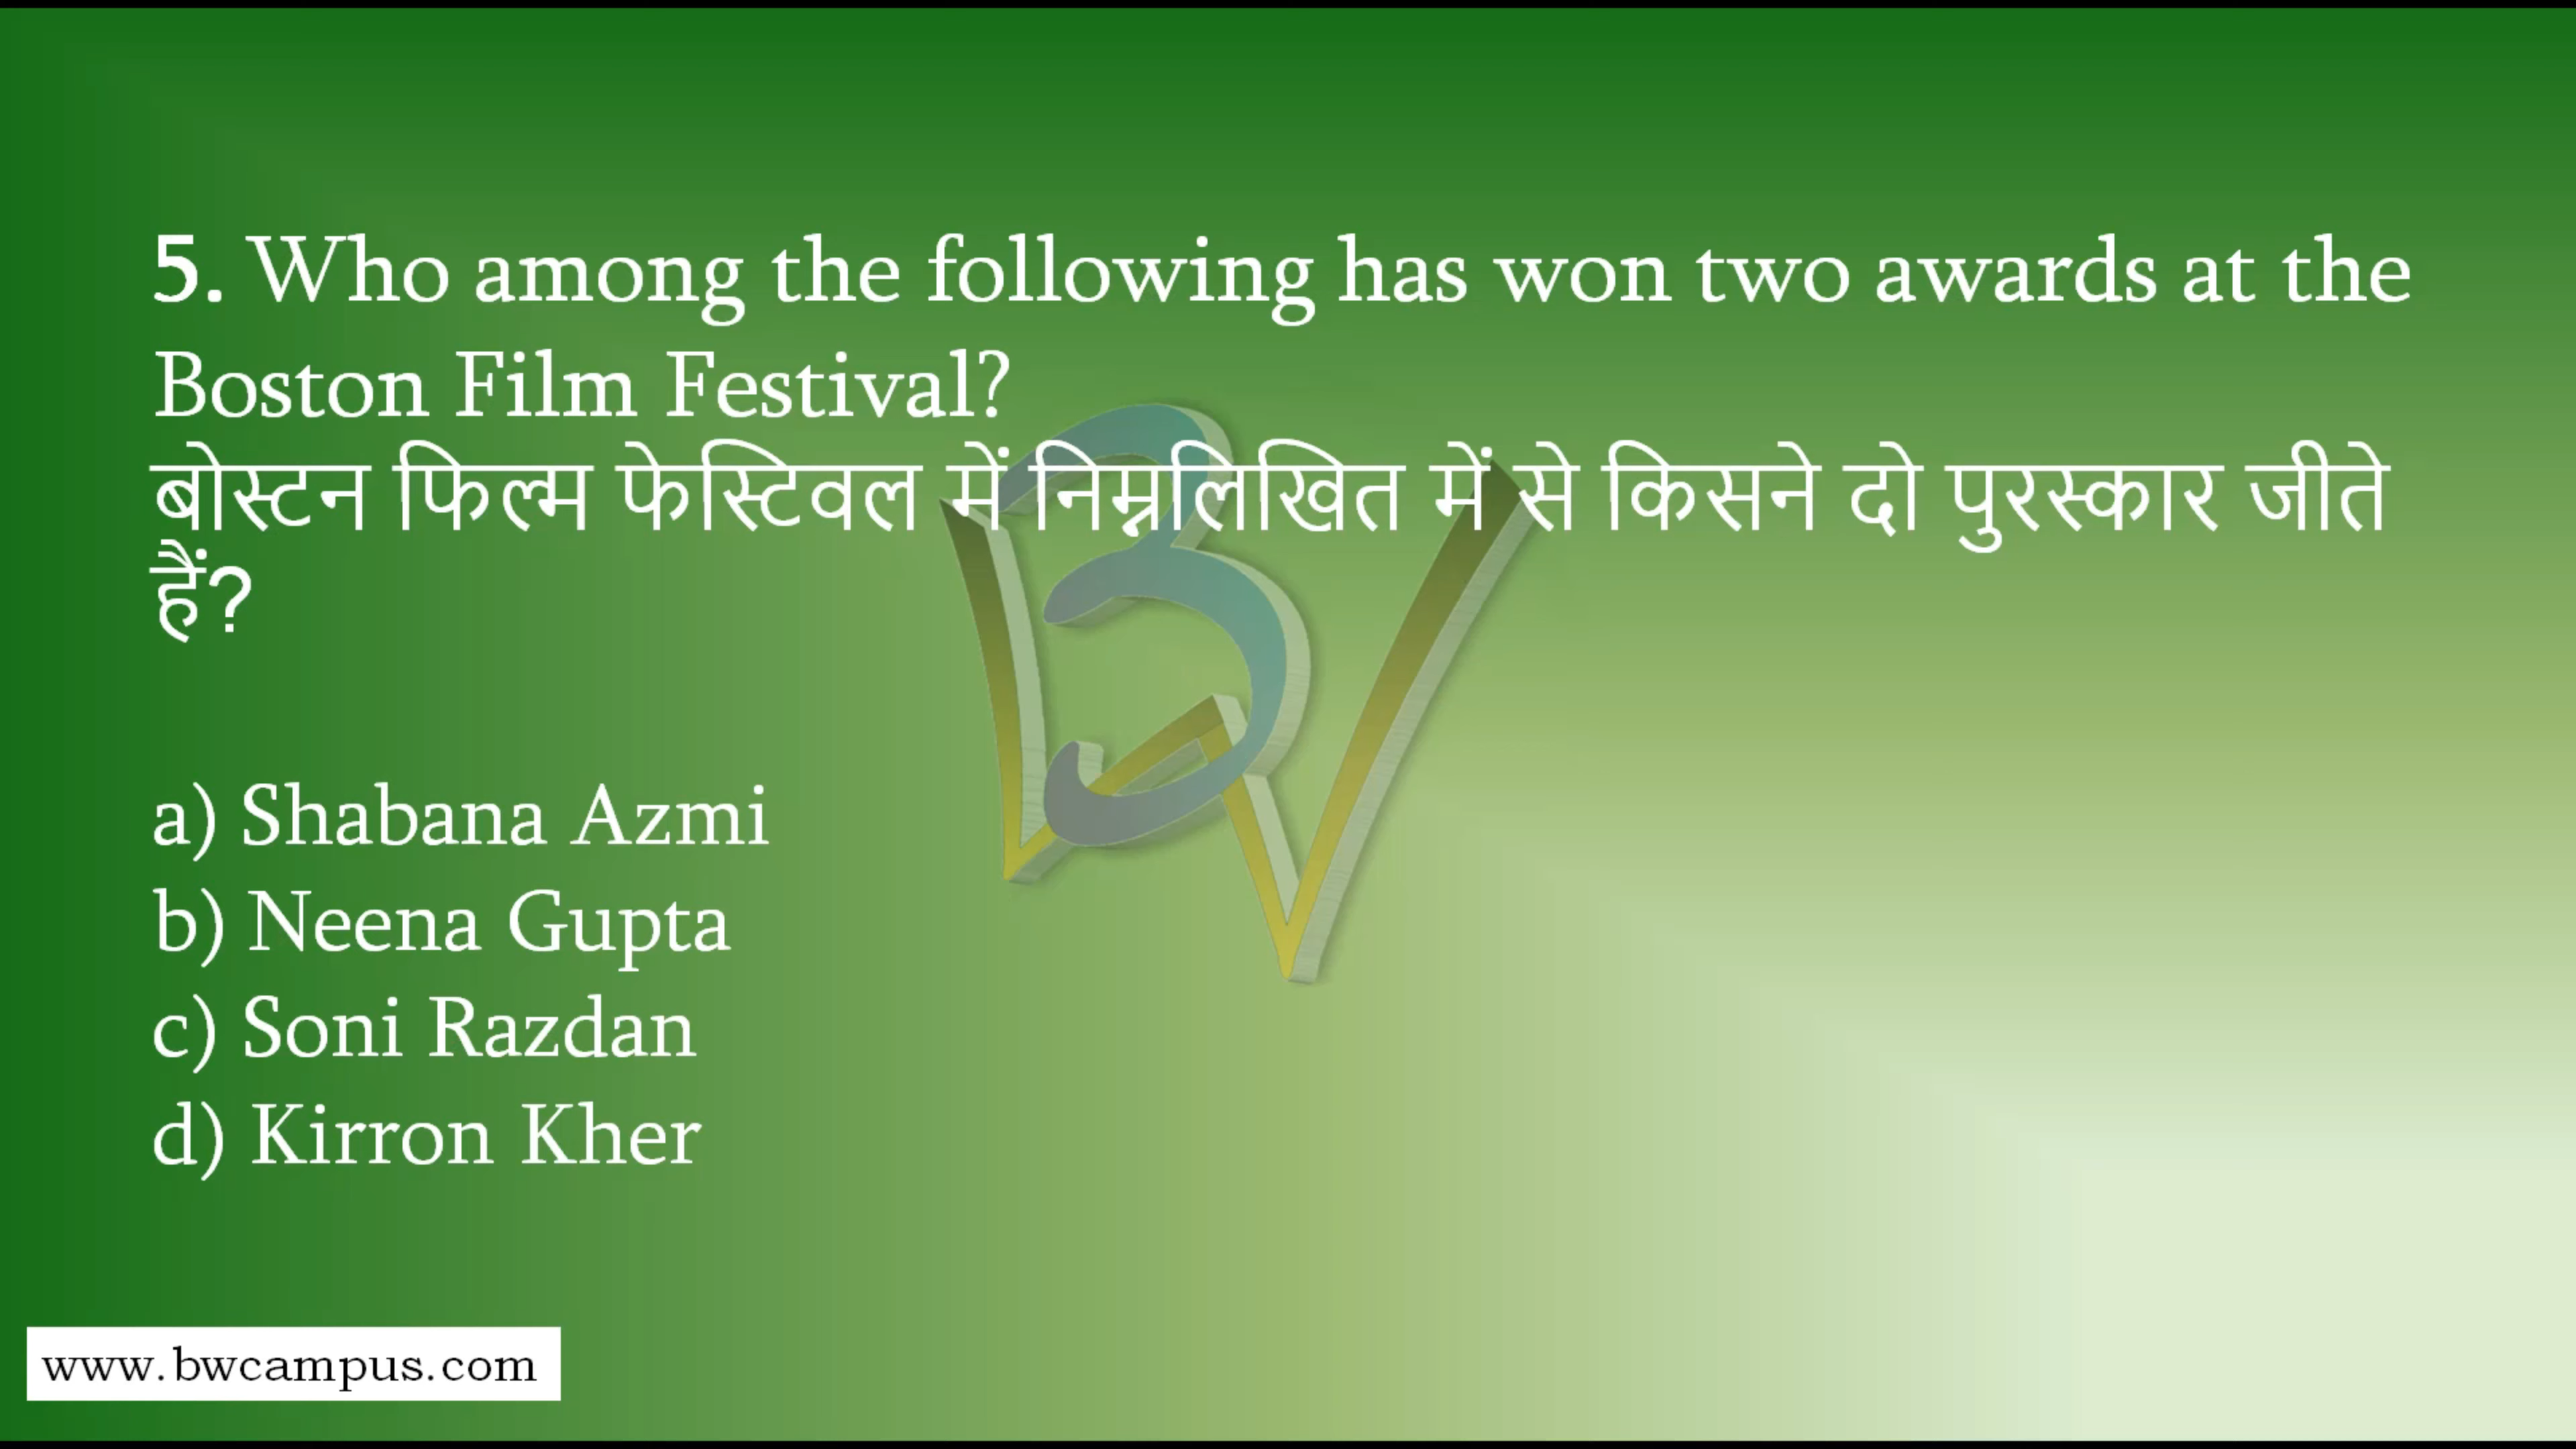 5. Who among the following has won two awards at the
Boston Film Festival?
बोस्टन फिल्म फेस्टिवल में निम्नलिखित में से किसने दो पुरस्कार जीते
हैं?
a) Shabana Azmi
b) Neena Gupta
c) Soni Razdan
d) Kirron Kher
www.bwcampus.com